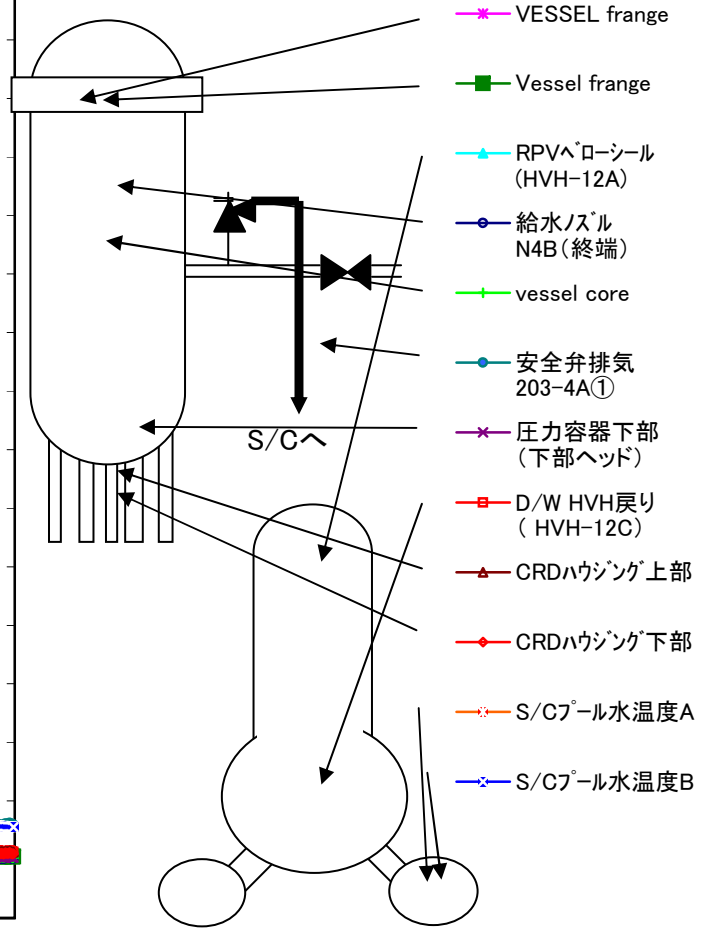 VESSEL frange
Vessel frange
RPVベローシール
(HVH-12A)
給水ノズル
N4B(終端)
vessel core
安全弁排気
203-4A①
圧力容器下部
(下部ヘッド)
D/W HVH戻り
( HVH-12C)
CRDハウジング上部
CRDハウジング下部
S/Cプール水温度A
S/Cプール水温度B
S/Cへ